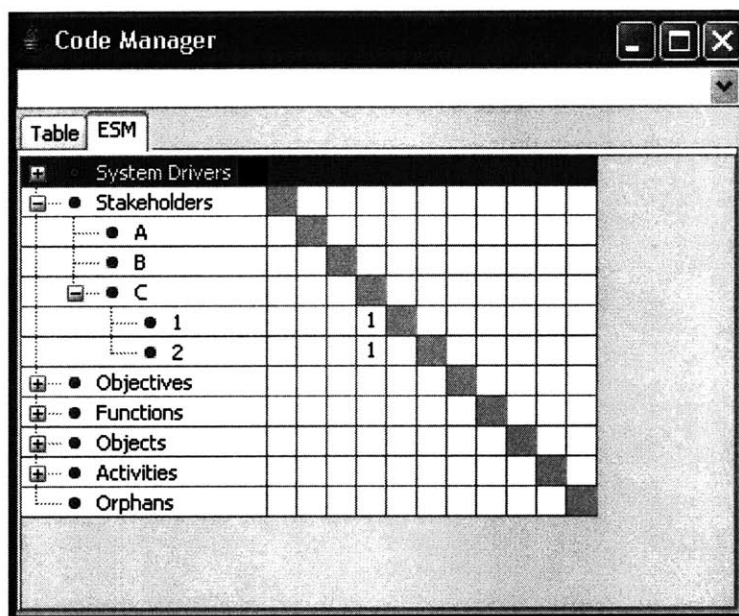 Code Manager
Table ESM
System Drivers
Stakeholders
A
B
C
1 1
2 1
Objectives
Functions
Objects
Activities
Orphans